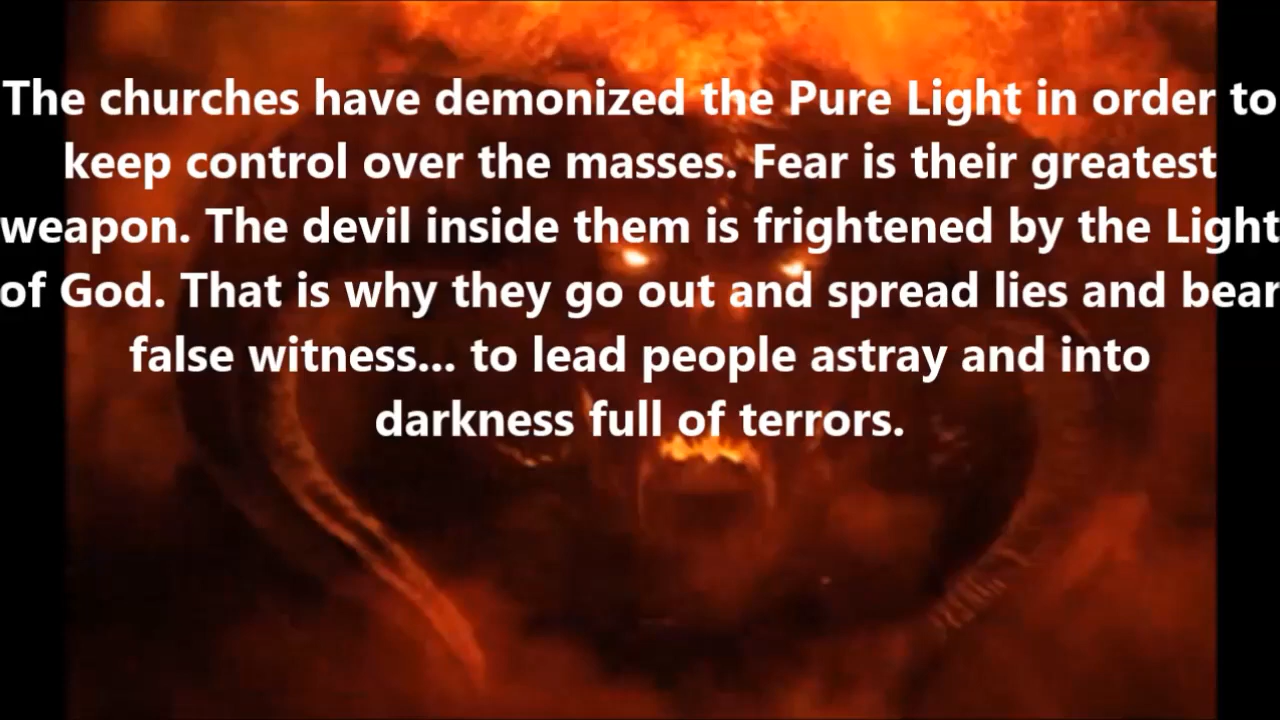 The churches have demonized the Pure Light in order to
keep control over the masses. Fear is their greatest
weapon. The devil inside them is frightened by the Light
of God. That is why they go out and spread lies and bear
false witness... to lead people astray and into
darkness full of terrors.